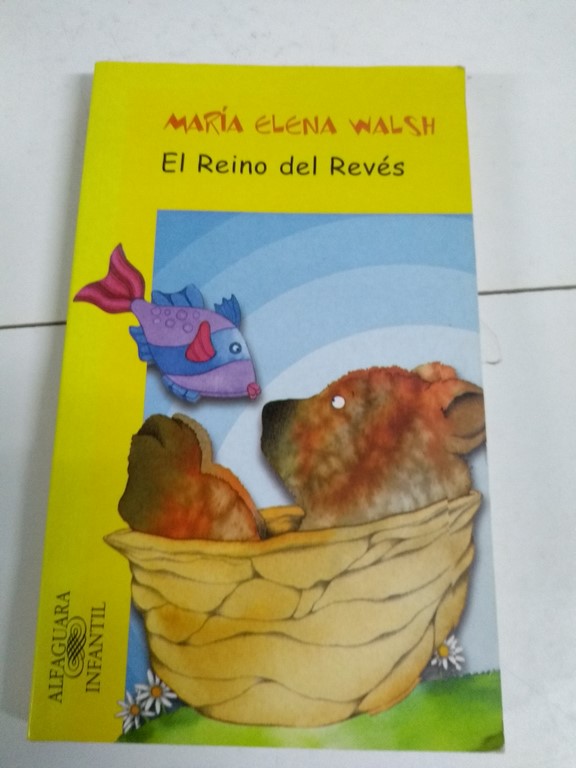 MARÍA ELENA WALSH
El Reino del Revés
ALFAGUARA
INFANTIL